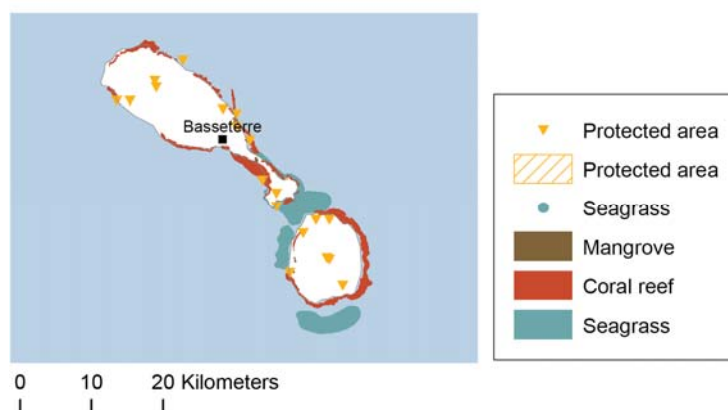 Basseterre
Protected area
Protected area
Seagrass
Mangrove
Coral reef
Seagrass
0 10 20 Kilometers